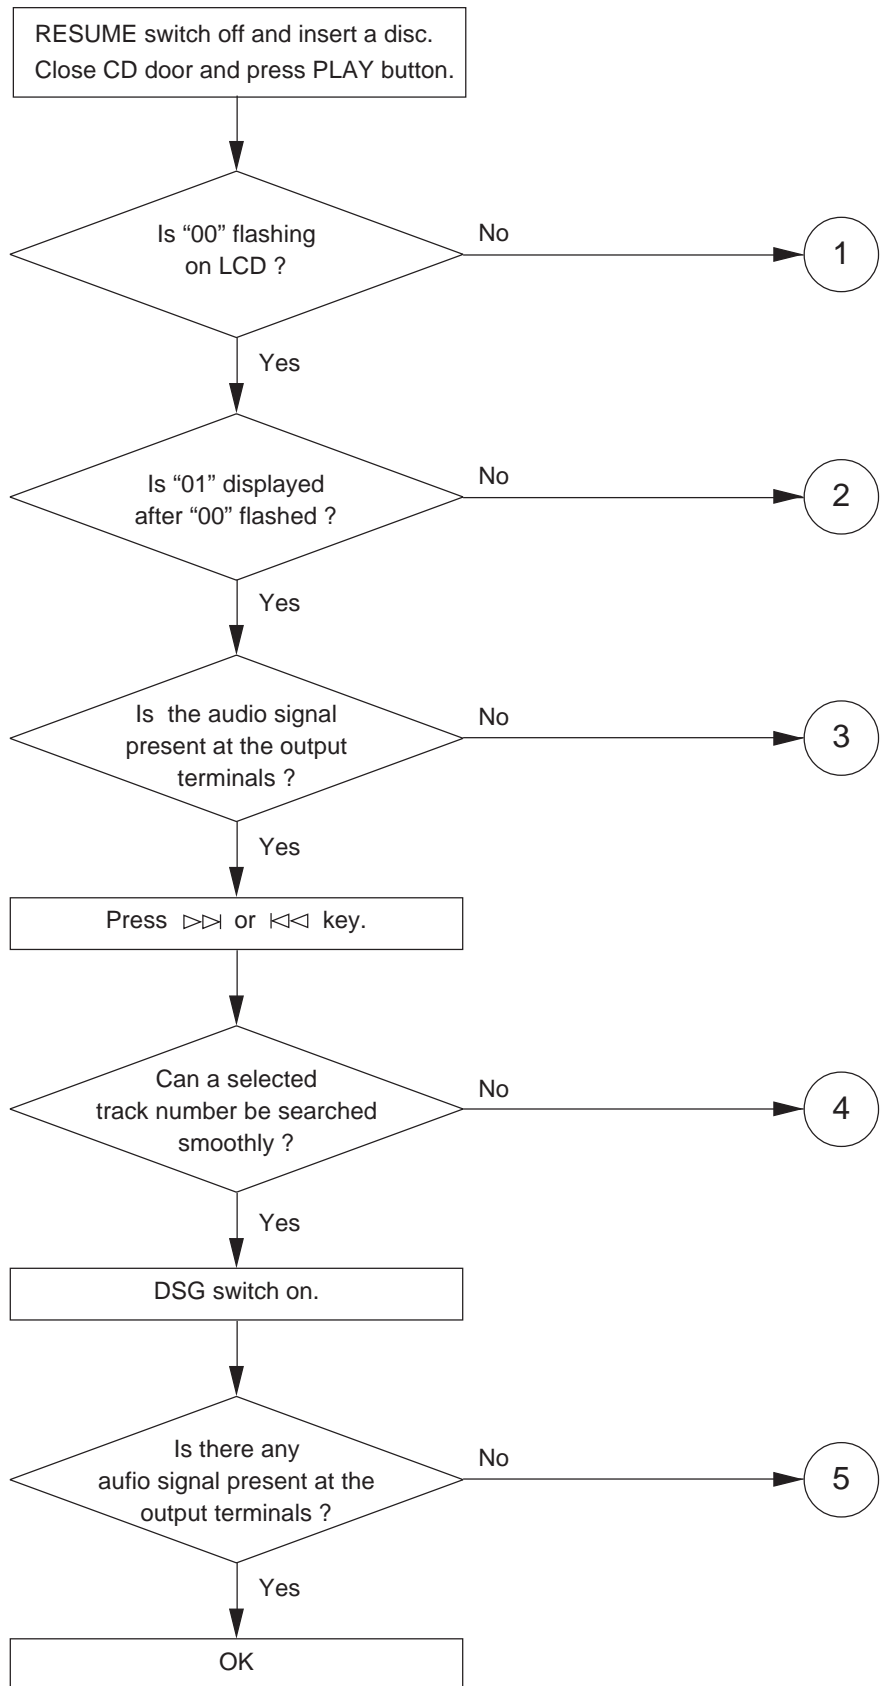 RESUME switch off and insert a disc.
Close CD door and press PLAY button.
Is “00” flashing
on LCD ?
No
1
Yes
Is “01” displayed
after “00” flashed ?
No
2
Yes
Is the audio signal
present at the output
terminals ?
No
3
Yes
Press ▷▷| or |◁◁ key.
Can a selected
track number be searched
smoothly ?
No
4
Yes
DSG switch on.
Is there any
aufio signal present at the
output terminals ?
No
5
Yes
OK